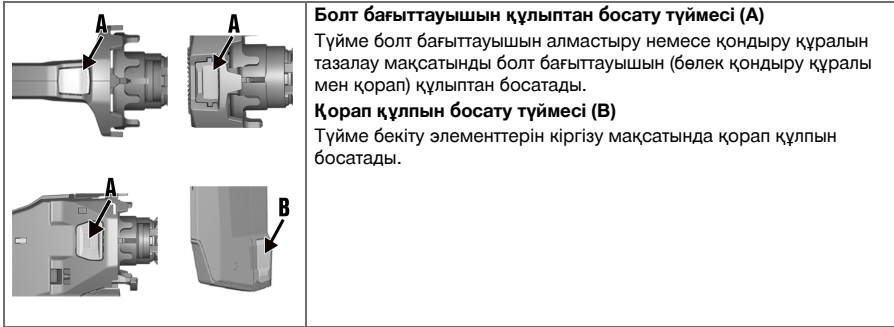 A
A
A
B
Болт бағыттауышын құлыптан босату түймесі (A)
Түйме болт бағыттауышын алмастыру немесе қондыру құралын
тазалау мақсатында болт бағыттауышын (бөлек қондыру құралы
мен қорап) құлыптан босатады.
Қорап құлпын босату түймесі (B)
Түйме бекіту элементтерін кіргізу мақсатында қорап құлпын
босатады.